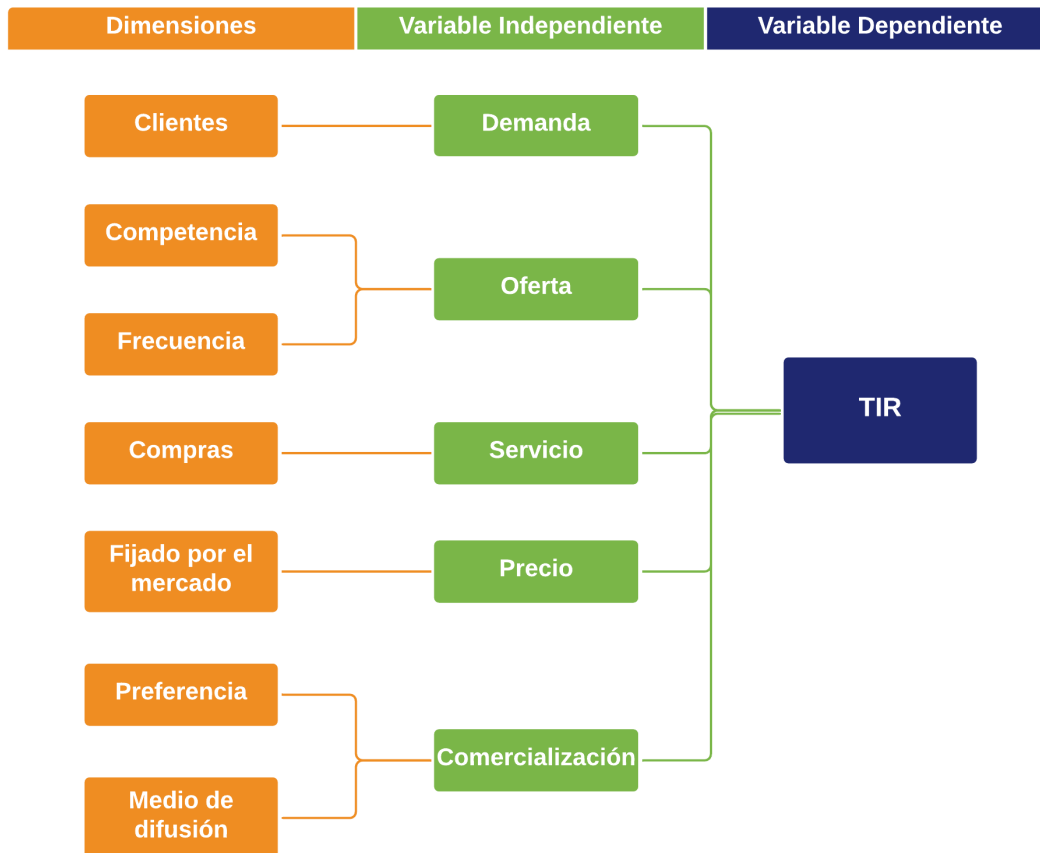 Dimensiones
Variable Independiente
Variable Dependiente
Clientes
Demanda
Competencia
Oferta
Frecuencia
TIR
Compras
Servicio
Fijado por el
mercado
Precio
Preferencia
Comercialización
Medio de
difusión